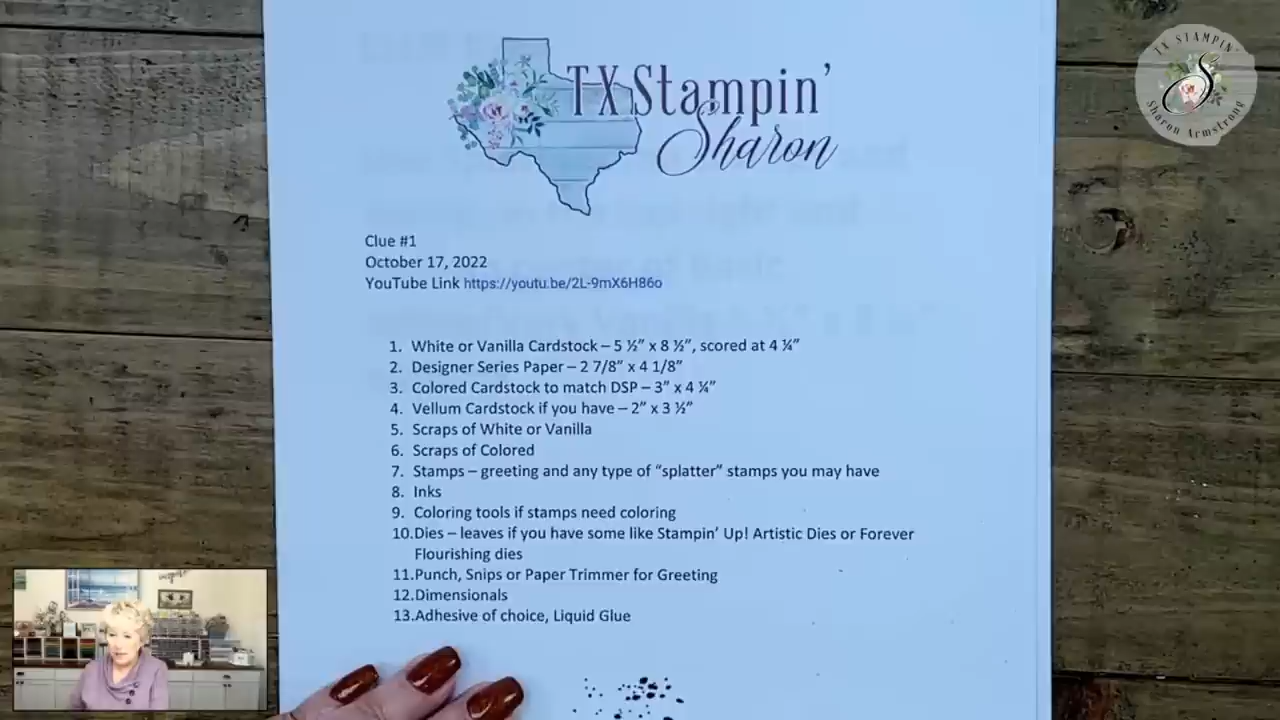 TX Stampin'
Sharon
TX STAMPIN'
S
Sharon Armstrong
Clue #1
October 17, 2022
YouTube Link https://youtu.be/2L-9mX6H86o
1. White or Vanilla Cardstock – 5 ½” x 8 ½”, scored at 4 ¼”
2. Designer Series Paper – 2 7/8” x 4 1/8”
3. Colored Cardstock to match DSP – 3” x 4 ¼”
4. Vellum Cardstock if you have – 2” x 3 ½”
5. Scraps of White or Vanilla
6. Scraps of Colored
7. Stamps – greeting and any type of “splatter” stamps you may have
8. Inks
9. Coloring tools if stamps need coloring
10.Dies – leaves if you have some like Stampin’ Up! Artistic Dies or Forever
Flourishing dies
11.Punch, Snips or Paper Trimmer for Greeting
12.Dimensionals
13.Adhesive of choice, Liquid Glue